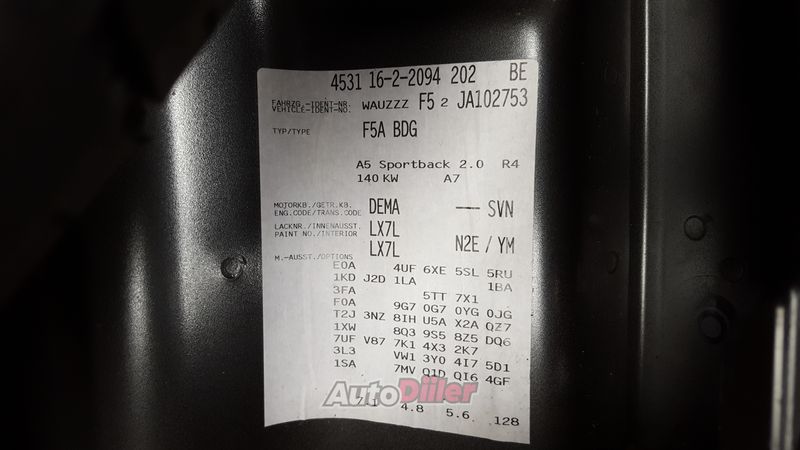 4531 16-2-2094 202 BE
FAHRZG.-IDENT-NR.
VEHICLE-IDENT-NO. WAUZZZ F5 2 JA102753
TYP/TYPE F5A BDG
A5 Sportback 2.0 R4
140 KW A7
MOTORKB./GETR.KB.
ENG.CODE/TRANS.CODE DEMA --- SVN
LACKNR./INNENAUSST. LX7L
PAINT NO./INTERIOR LX7L N2E / YM
M.-AUSST./OPTIONS
E0A 4UF 6XE 5SL 5RU
1KD J2D 1LA 1BA
3FA 5TT 7X1
F0A 9G7 0G7 0YG 0JG
T2J 3NZ 8IH U5A X2A QZ7
1XW 8Q3 9S5 8Z5 DQ6
7UF V87 7K1 4X3 2K7
3L3 VW1 3Y0 4I7 5D1
1SA 7MV Q1D QI6 4GF
AutoDiiler
4.8 5.6 128